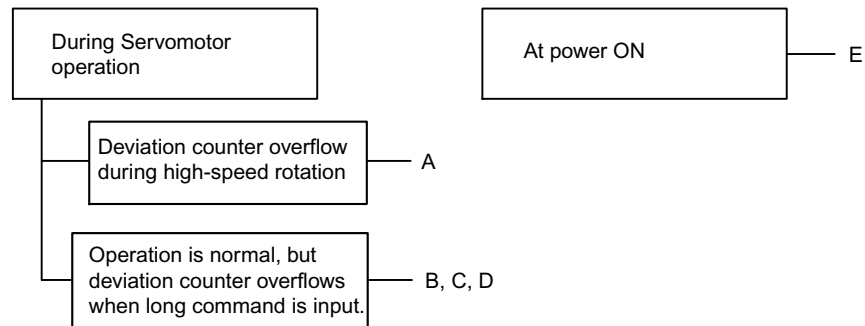 During Servomotor
operation
At power ON
E
Deviation counter overflow
during high-speed rotation
A
Operation is normal, but
deviation counter overflows
when long command is input.
B, C, D